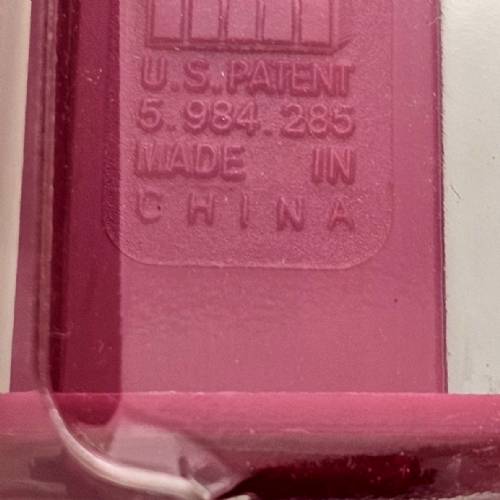 U.S. PATENT
5.984.285
MADE IN
CHINA